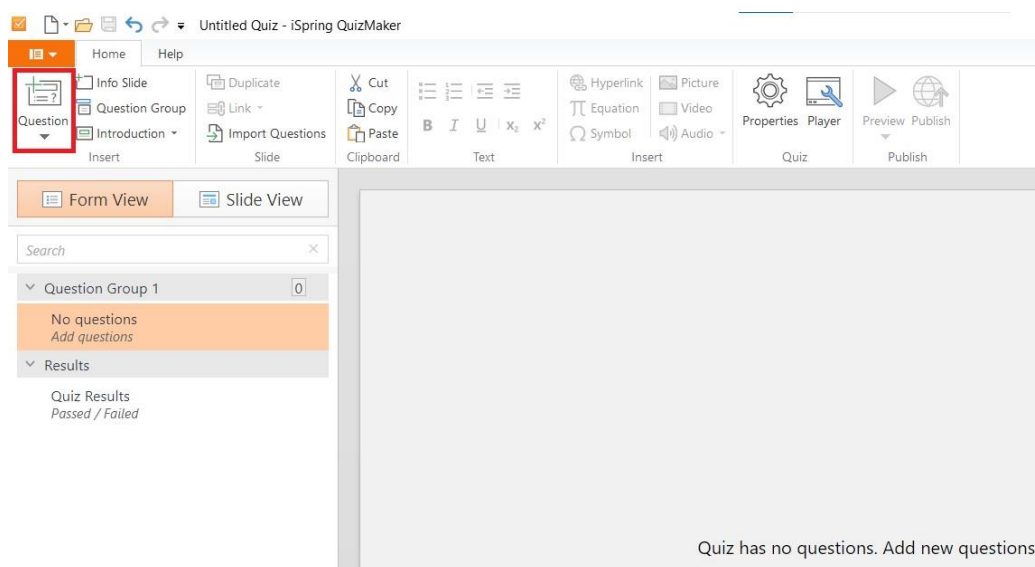 Untitled Quiz - iSpring QuizMaker
Home Help
Info Slide Duplicate Cut Hyperlink Picture
Question Question Group Link Copy Equation Video Properties Player Preview Publish
Introduction Import Questions Paste B I U X₂ X² Symbol Audio
Insert Slide Clipboard Text Insert Quiz Publish
Form View Slide View
Search
Question Group 1 0
No questions
Add questions
Results
Quiz Results
Passed / Failed
Quiz has no questions. Add new questions